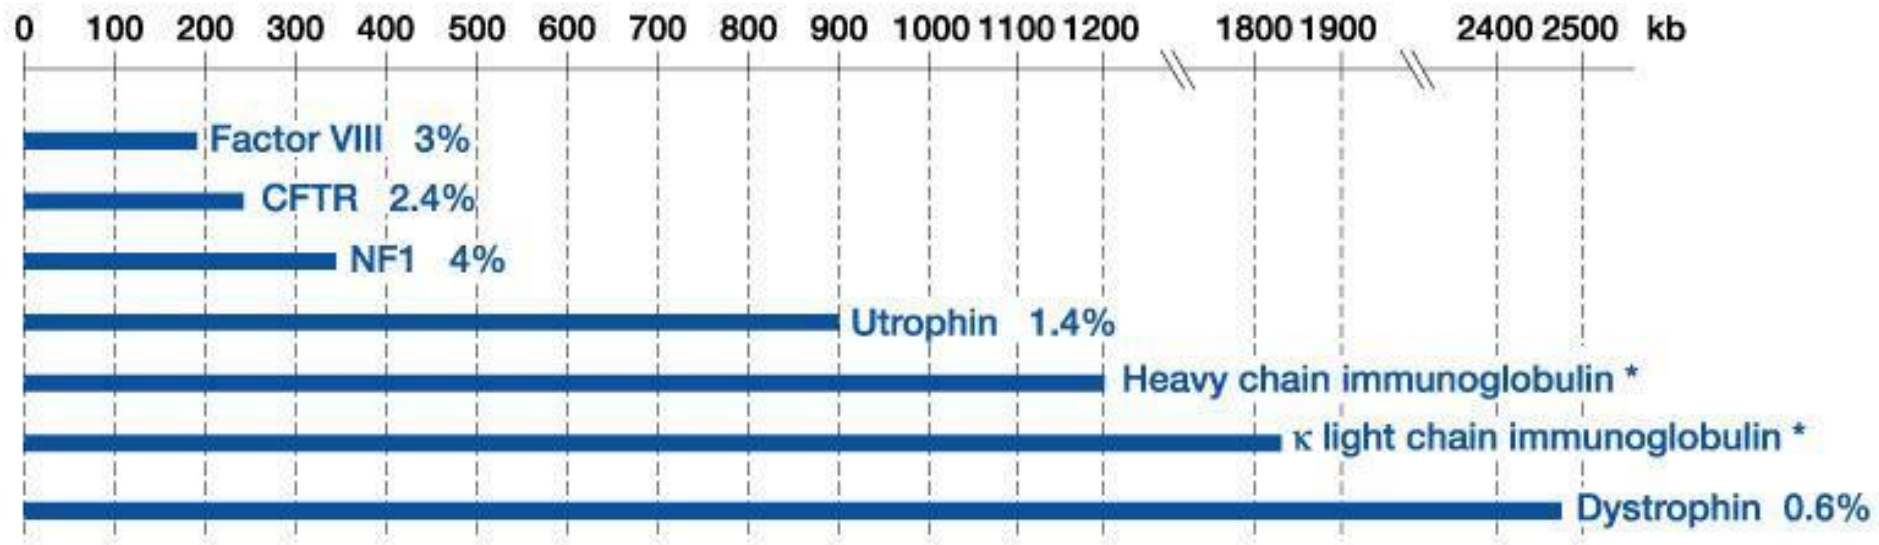 0 100 200 300 400 500 600 700 800 900 1000 1100 1200 1800 1900 2400 2500 kb
Factor VIII 3%
CFTR 2.4%
NF1 4%
Utrophin 1.4%
Heavy chain immunoglobulin *
κ light chain immunoglobulin *
Dystrophin 0.6%